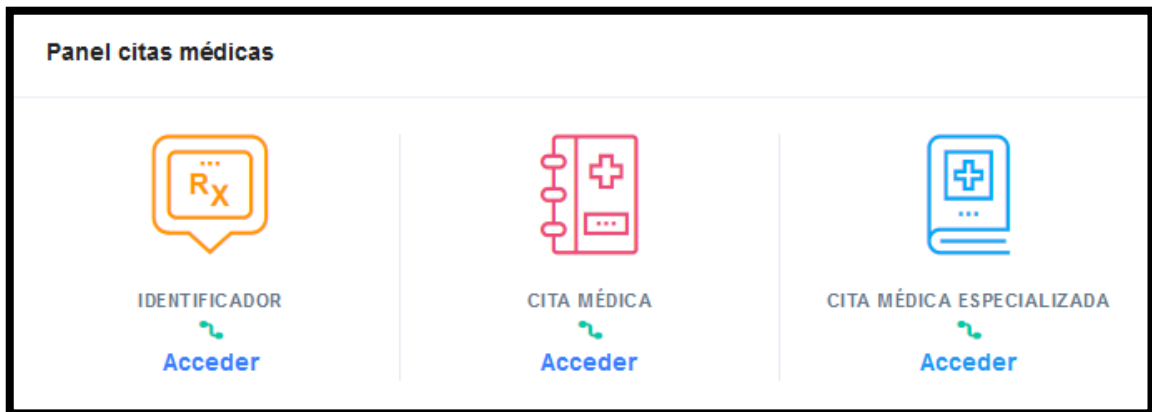 Panel citas médicas
RX
IDENTIFICADOR
Acceder
CITA MÉDICA
Acceder
CITA MÉDICA ESPECIALIZADA
Acceder